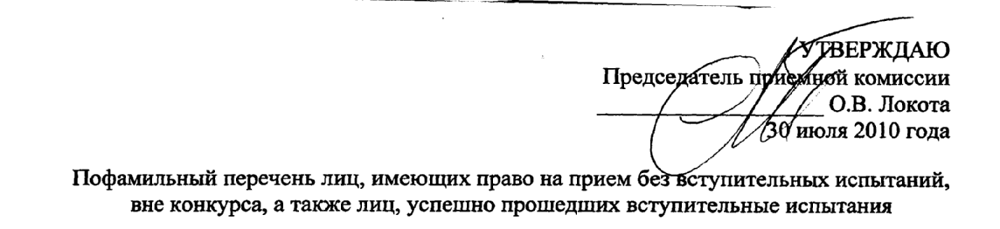 УТВЕРЖДАЮ
Председатель приемной комиссии
____________________ О.В. Локота
30 июля 2010 года
Пофамильный перечень лиц, имеющих право на прием без вступительных испытаний,
вне конкурса, а также лиц, успешно прошедших вступительные испытания